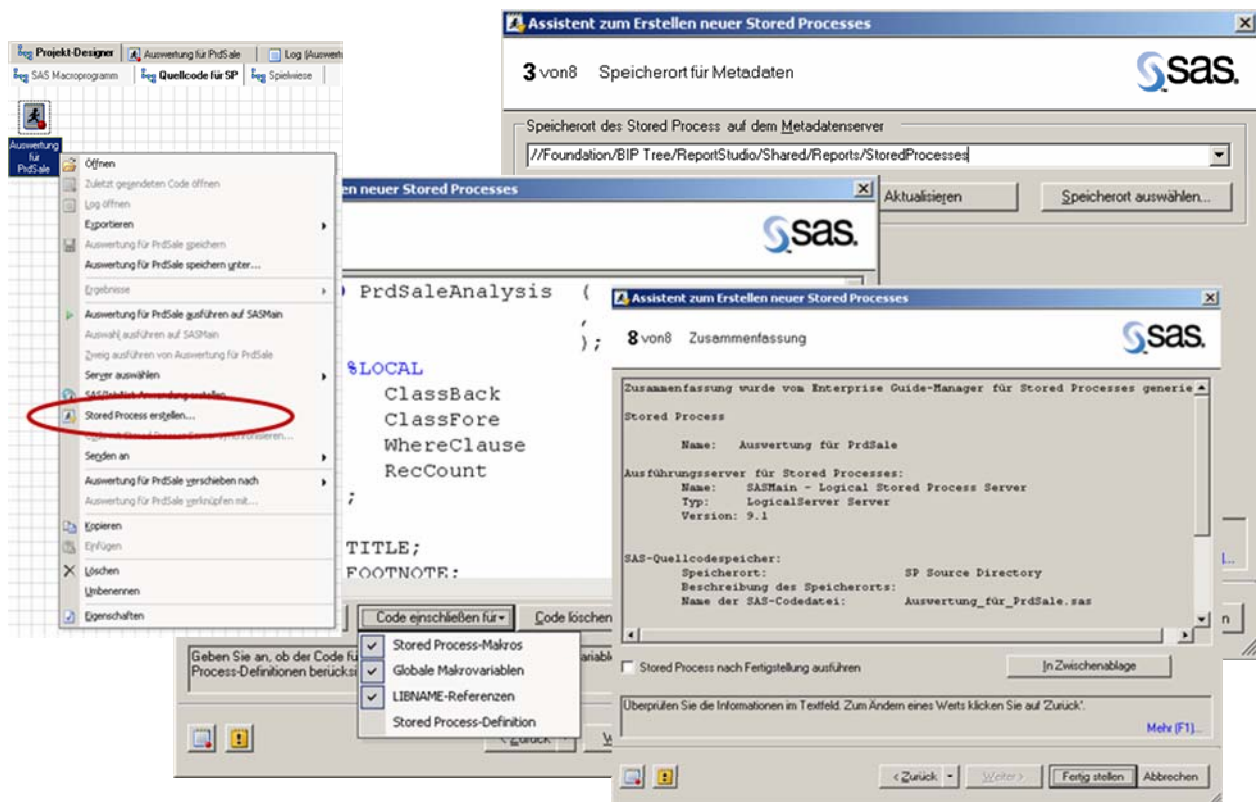 Projekt-Designer
Auswertung für PrdSale
Log (Auswert
SAS Macroprogramm
Quellcode für SP
Spielwiese
Auswertung
für
PrdSale
Öffnen
Zuletzt gesendeten Code öffnen
Log öffnen
Exportieren
Auswertung für PrdSale speichern
Auswertung für PrdSale speichern unter...
Ergebnisse
Auswertung für PrdSale ausführen auf SASMain
Auswahl ausführen auf SASMain
Zweig ausführen von Auswertung für PrdSale
Server auswählen
Stored Process erstellen...
Senden an
Auswertung für PrdSale verschieben nach
Auswertung für PrdSale verknüpfen mit...
Kopieren
Einfügen
Löschen
Umbenennen
Eigenschaften
Assistent zum Erstellen neuer Stored Processes
3 von8 Speicherort für Metadaten
sas.
Speicherort des Stored Process auf dem Metadatenserver
//Foundation/BIP Tree/ReportStudio/Shared/Reports/StoredProcesses
Aktualisieren
Speicherort auswählen...
en neuer Stored Processes
sas.
PrdSaleAnalysis (
,
);
%LOCAL
ClassBack
ClassFore
WhereClause
RecCount
;
TITLE;
FOOTNOTE;
Code einschließen für
Code löschen
Geben Sie an, ob der Code fü
Process-Definitionen berücksi
Stored Process-Makros
Globale Makrovariablen
LIBNAME-Referenzen
Stored Process-Definition
< Zurück
Assistent zum Erstellen neuer Stored Processes
8 von8 Zusammenfassung
sas.
Zusammenfassung wurde vom Enterprise Guide-Manager für Stored Processes generie
Stored Process
Name: Auswertung für PrdSale
Ausführungsserver für Stored Processes:
Name: SASMain - Logical Stored Process Server
Typ: LogicalServer Server
Version: 9.1
SAS-Quellcodespeicher:
Speicherort: SP Source Directory
Beschreibung des Speicherorts:
Name der SAS-Codedatei: Auswertung_für_PrdSale.sas
Stored Process nach Fertigstellung ausführen
In Zwischenablage
Überprüfen Sie die Informationen im Textfeld. Zum Ändern eines Werts klicken Sie auf 'Zurück'.
Mehr (F1)...
< Zurück
Weiter >
Fertig stellen
Abbrechen